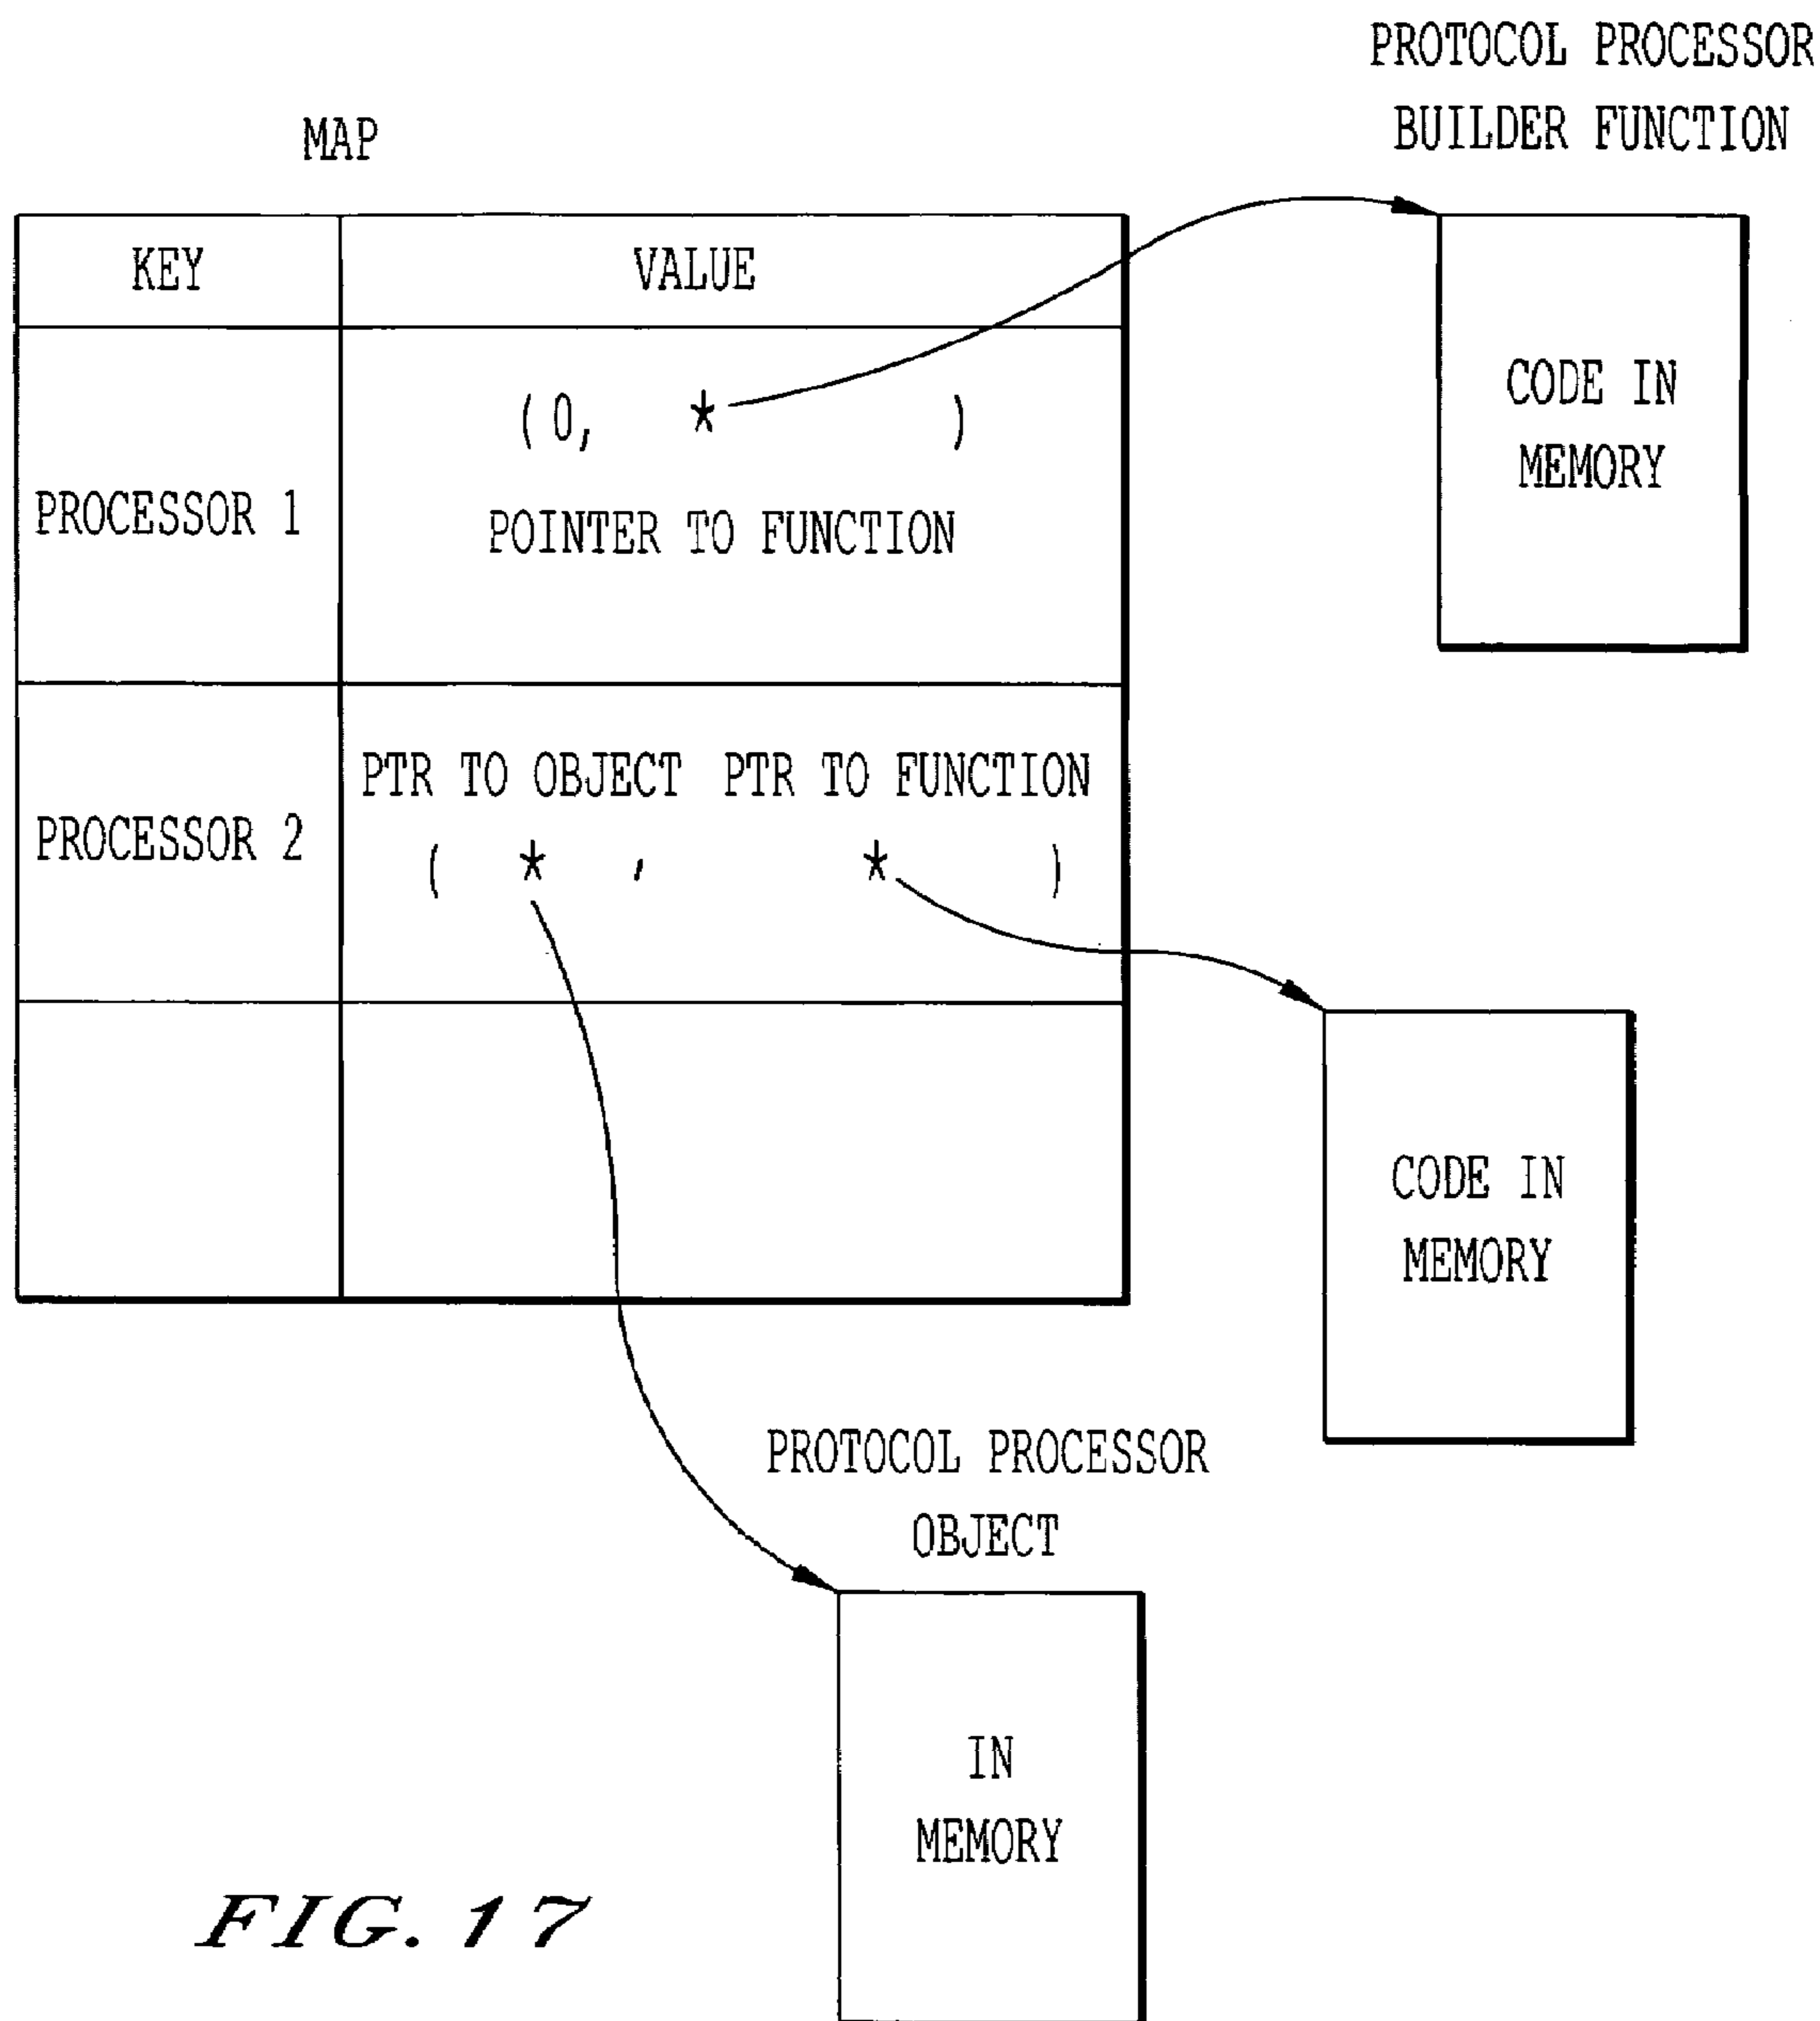 PROTOCOL PROCESSOR
BUILDER FUNCTION
MAP
KEY VALUE
CODE IN
MEMORY
( 0, * )
PROCESSOR 1
POINTER TO FUNCTION
PTR TO OBJECT PTR TO FUNCTION
PROCESSOR 2
( * , * )
CODE IN
MEMORY
PROTOCOL PROCESSOR
OBJECT
IN
MEMORY
FIG. 17